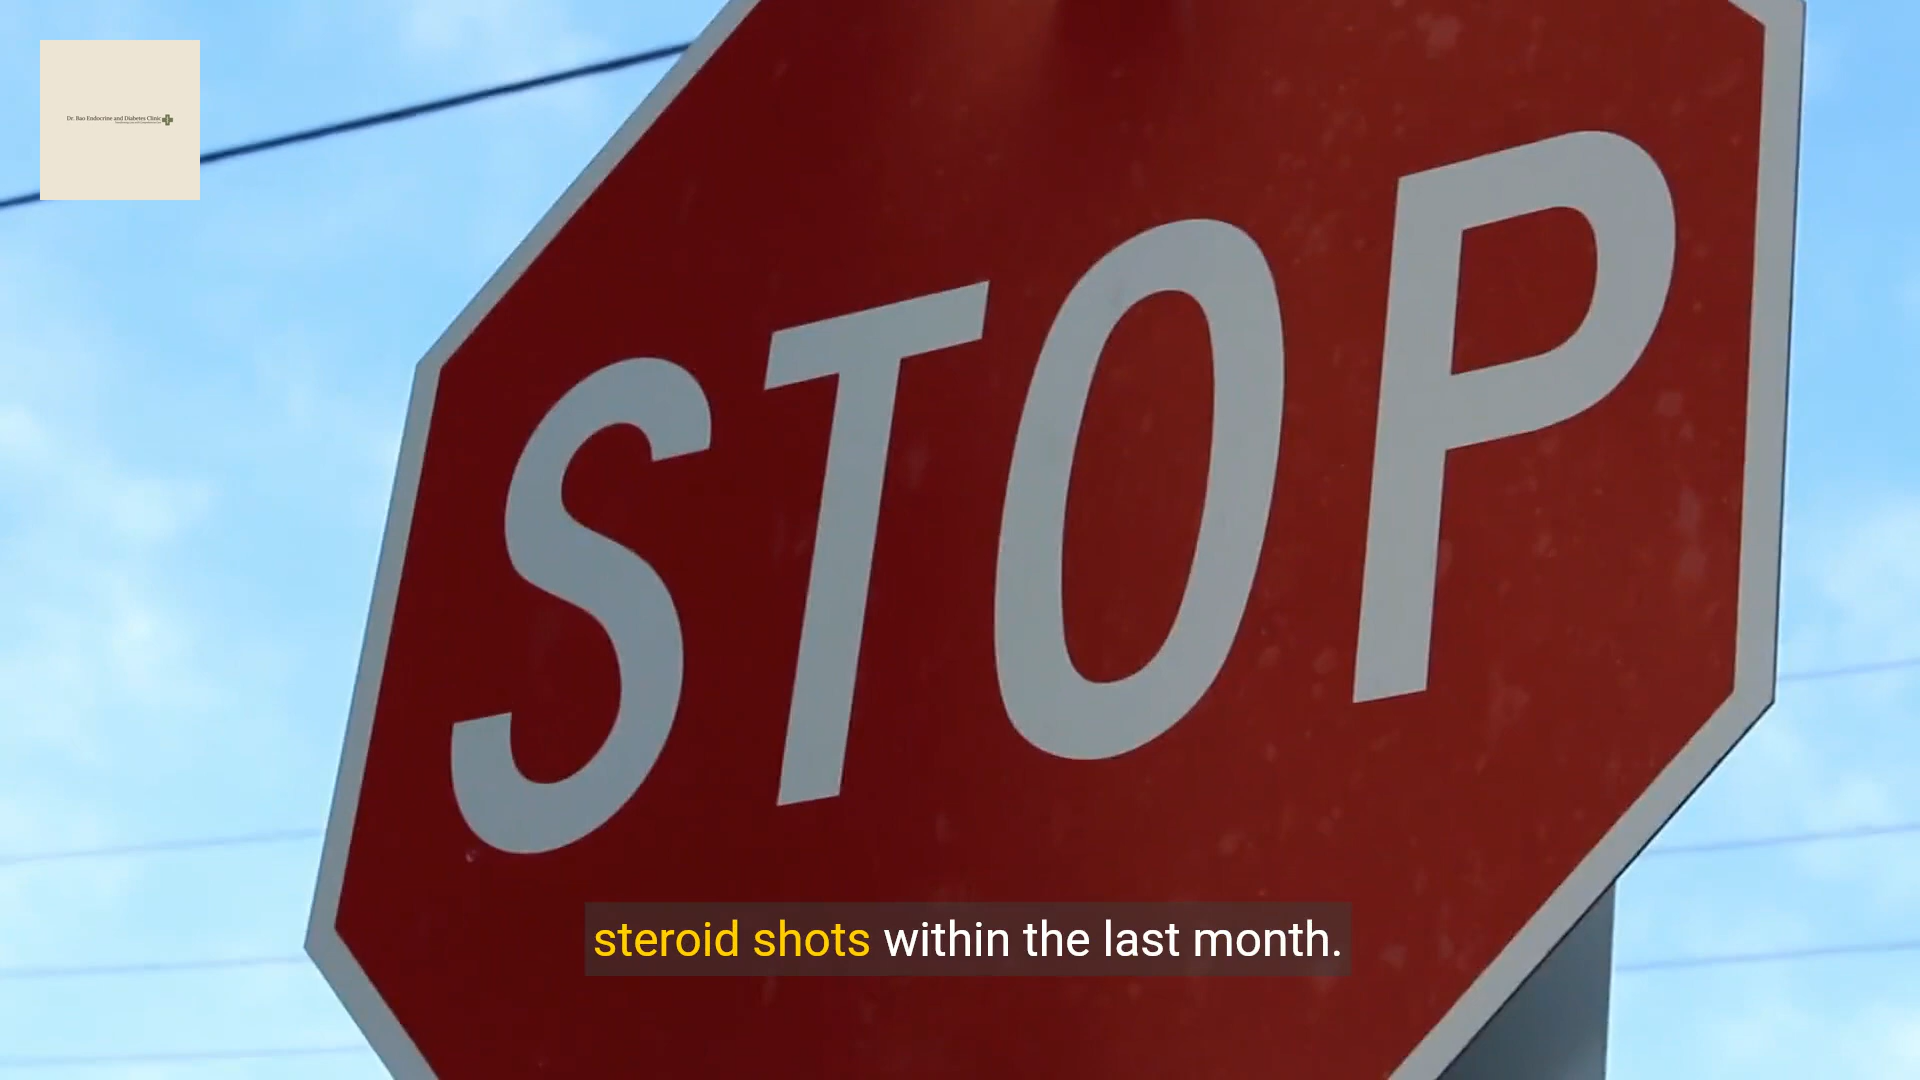 Dr. Bao Endocrine and Diabetes Clinic
STOP
steroid shots within the last month.